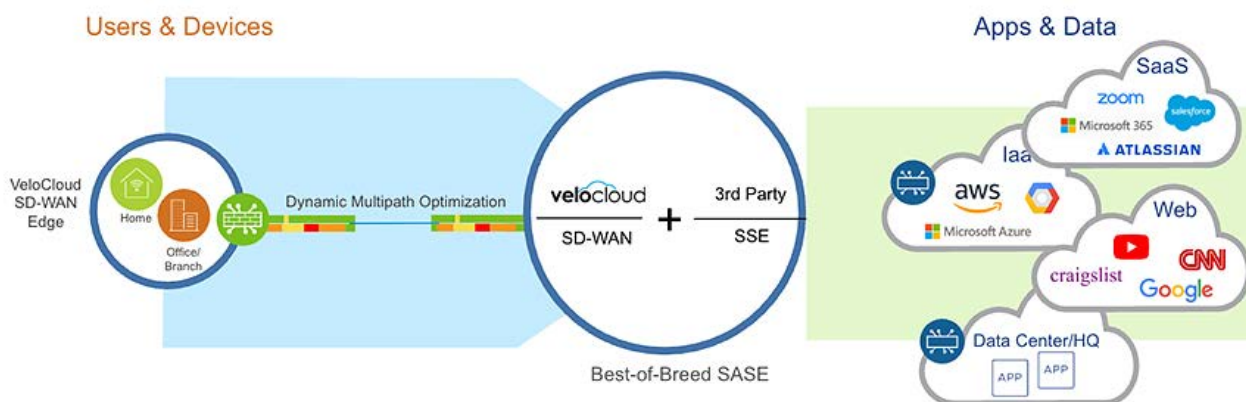 Users & Devices
Apps & Data
VeloCloud
SD-WAN
Edge
Home
Office/
Branch
Dynamic Multipath Optimization
velocloud
SD-WAN
+
3rd Party
SSE
Best-of-Breed SASE
SaaS
zoom
salesforce
Microsoft 365
ATLASSIAN
Iaa
aws
Microsoft Azure
Web
CNN
craigslist
Google
Data Center/HQ
APP
APP